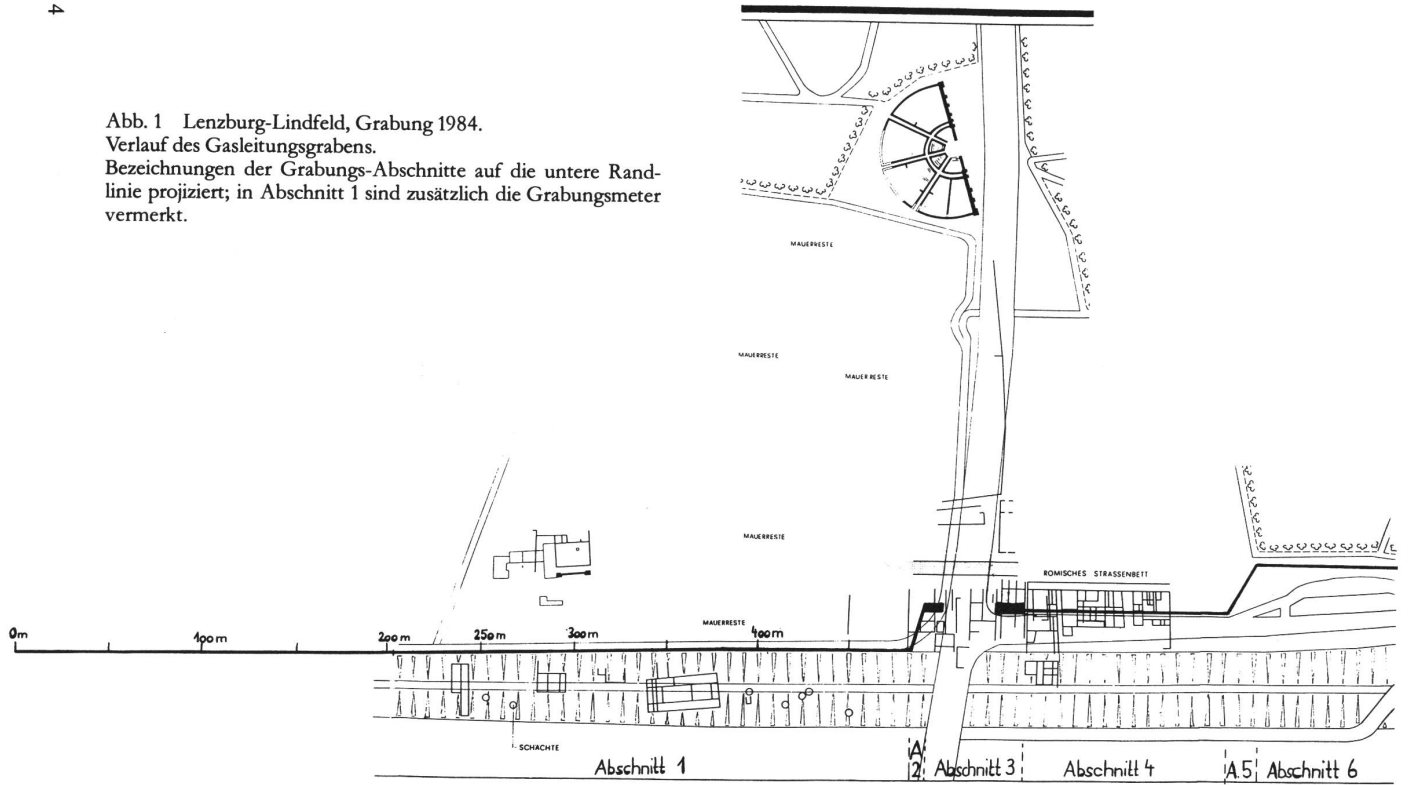 4
Abb. 1 Lenzburg-Lindfeld, Grabung 1984.
Verlauf des Gasleitungsgrabens.
Bezeichnungen der Grabungs-Abschnitte auf die untere Rand-
linie projiziert; in Abschnitt 1 sind zusätzlich die Grabungsmeter
vermerkt.
MAUERRESTE
MAUERRESTE
MAUERRESTE
MAUERRESTE
RÖMISCHES STRASSENBETT
MAUERRESTE
0m 100m 200m 250m 300m 400m
SCHÄCHTE
Abschnitt 1 A 2 Abschnitt 3 Abschnitt 4 A.5 Abschnitt 6